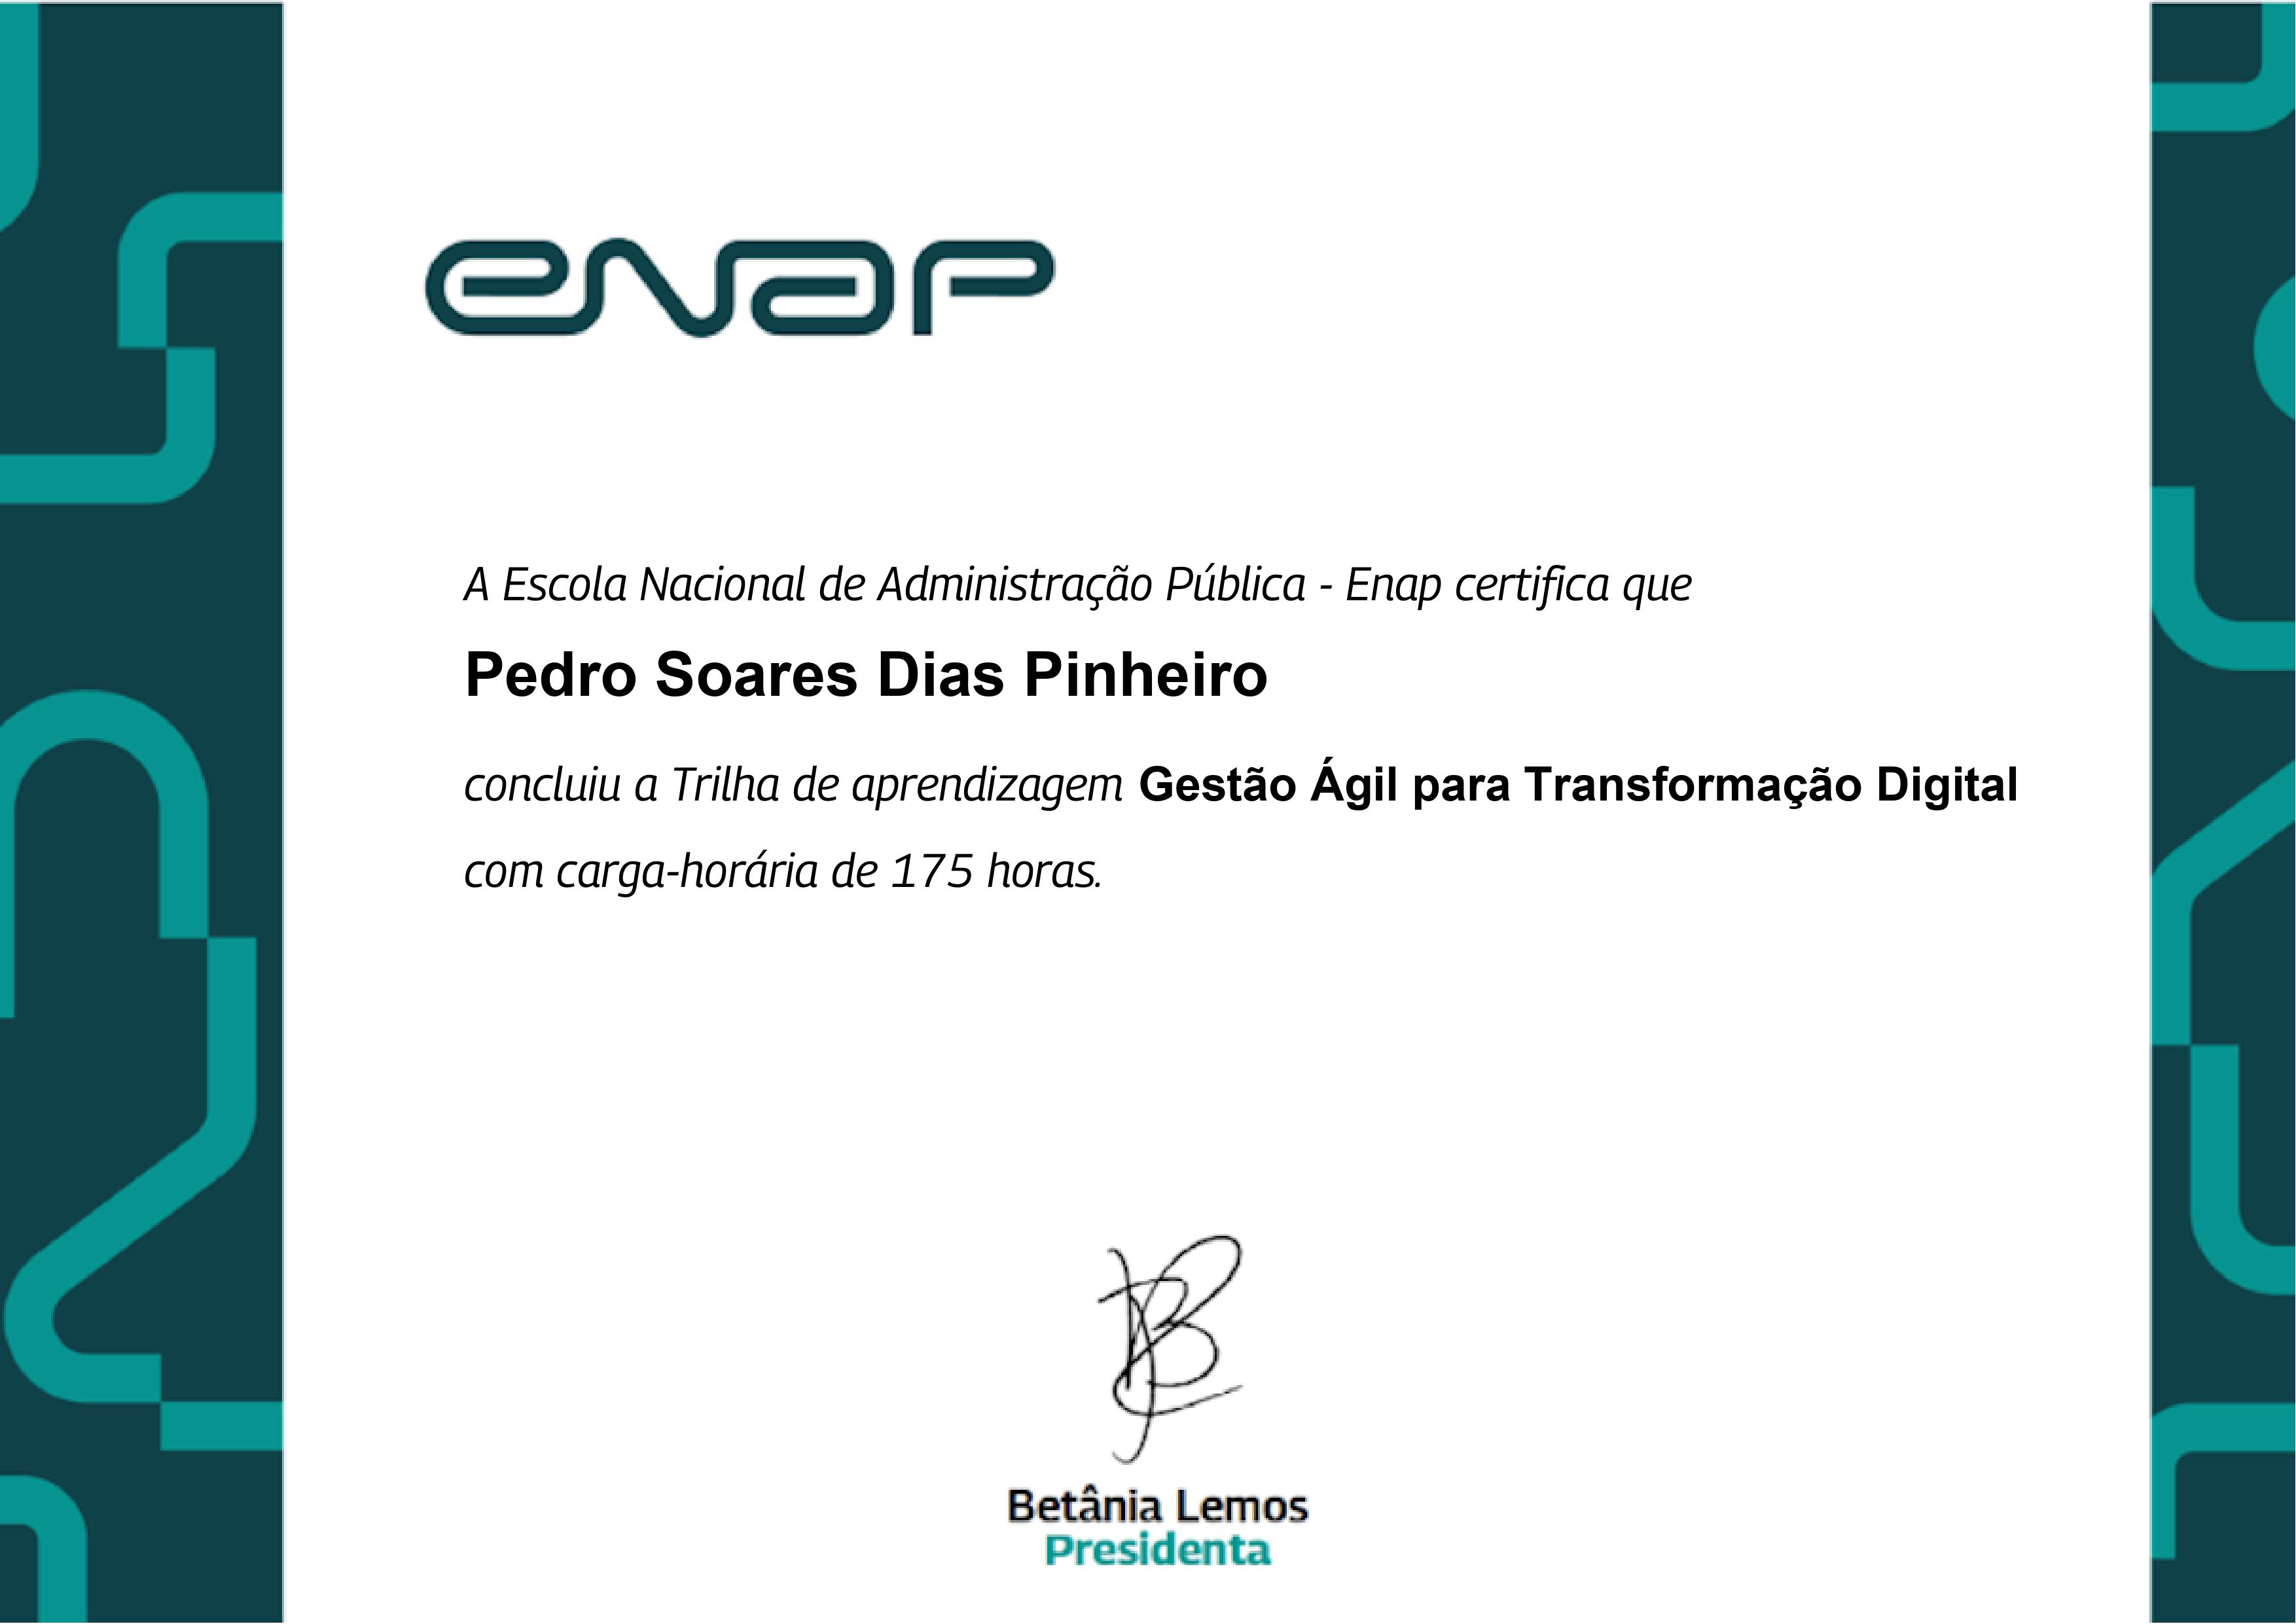 enap
A Escola Nacional de Administração Pública - Enap certifica que
Pedro Soares Dias Pinheiro
concluiu a Trilha de aprendizagem Gestão Ágil para Transformação Digital
com carga-horária de 175 horas.
Betânia Lemos
Presidenta